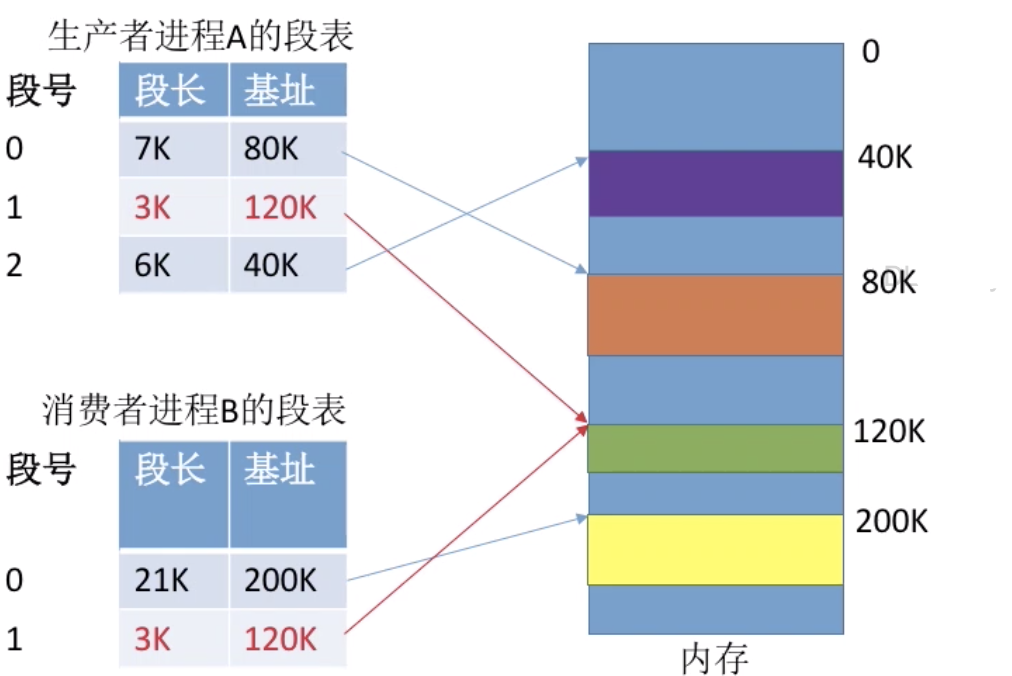 生产者进程A的段表
段号 段长 基址
0 7K 80K
1 3K 120K
2 6K 40K
消费者进程B的段表
段号 段长 基址
0 21K 200K
1 3K 120K
0
40K
80K
120K
200K
内存